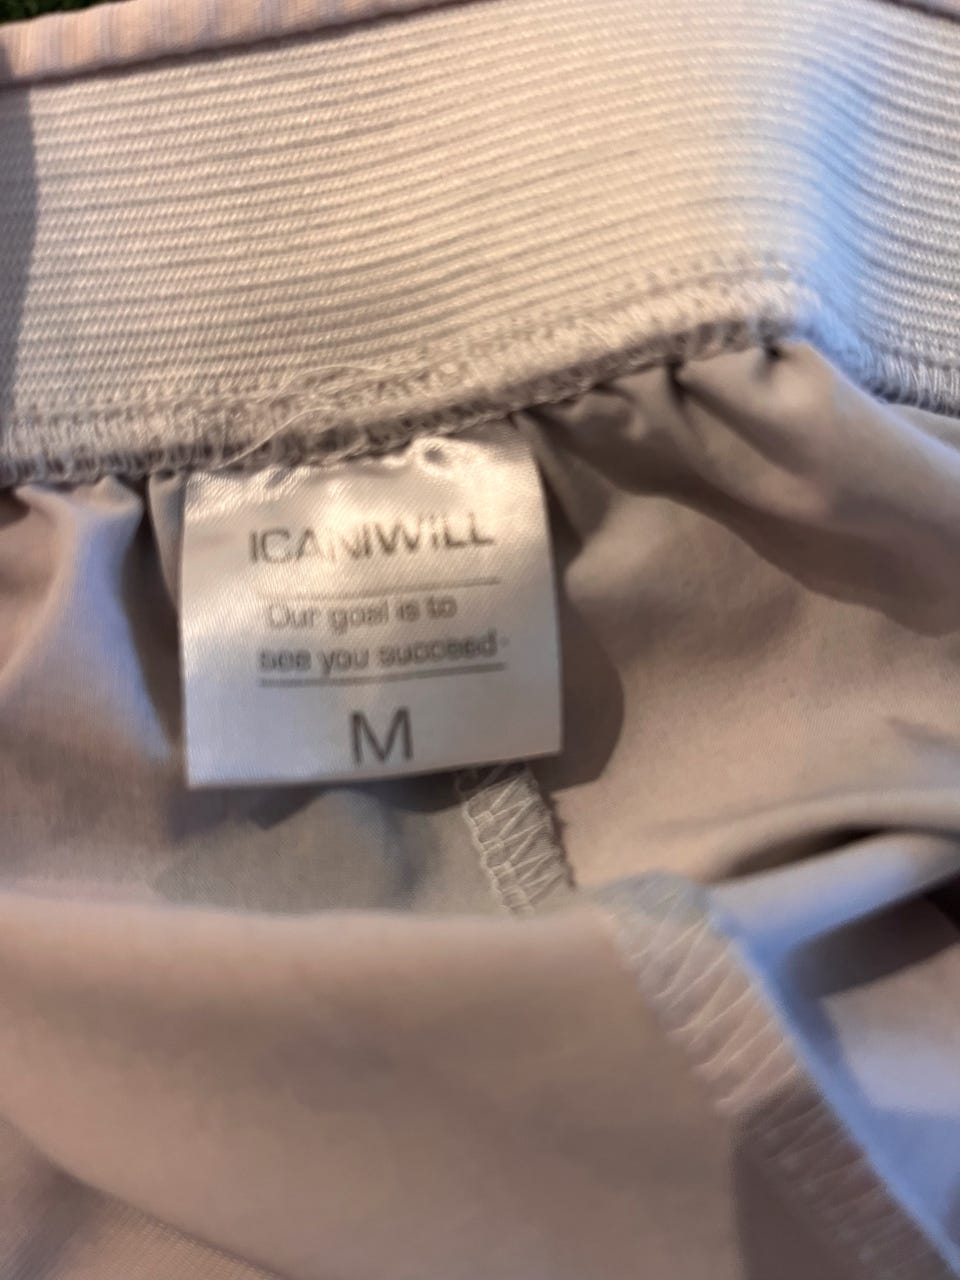 ICANIWILL
Our goal is to
see you succeed.
M